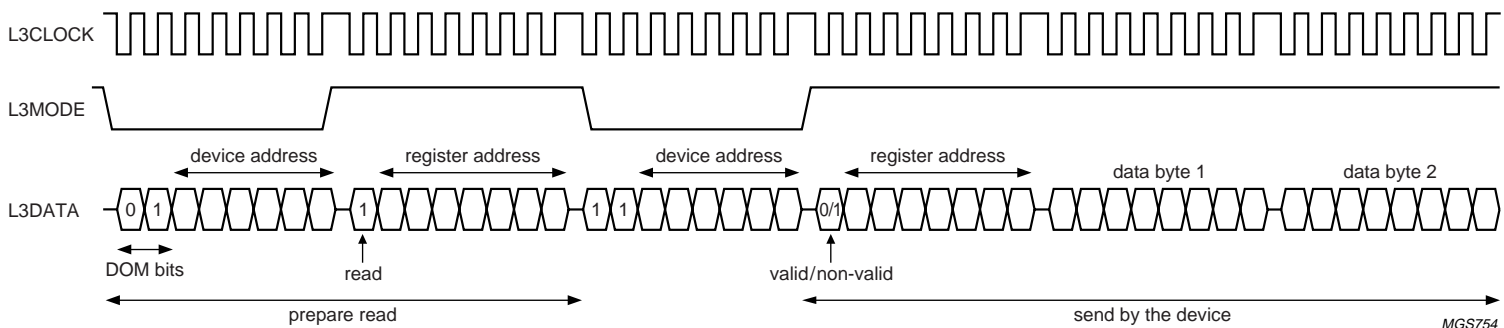 L3CLOCK
L3MODE
device address register address device address register address data byte 1 data byte 2
L3DATA 0 1 1 1 1 0/1
DOM bits read valid/non-valid
prepare read send by the device
MGS754